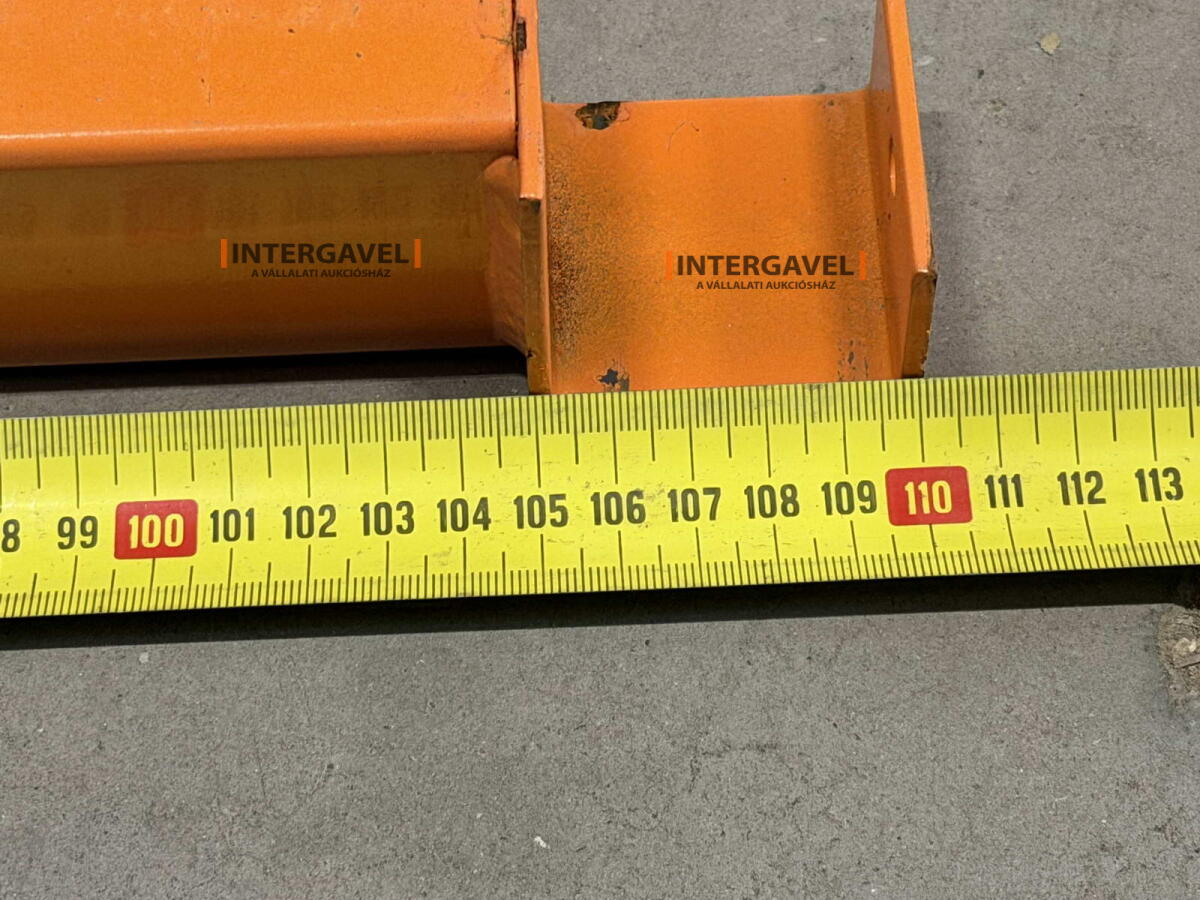 INTERGAVEL
A VÁLLALATI AUKCIÓSHÁZ
INTERGAVEL
A VÁLLALATI AUKCIÓSHÁZ
8 99 100 101 102 103 104 105 106 107 108 109 110 111 112 113